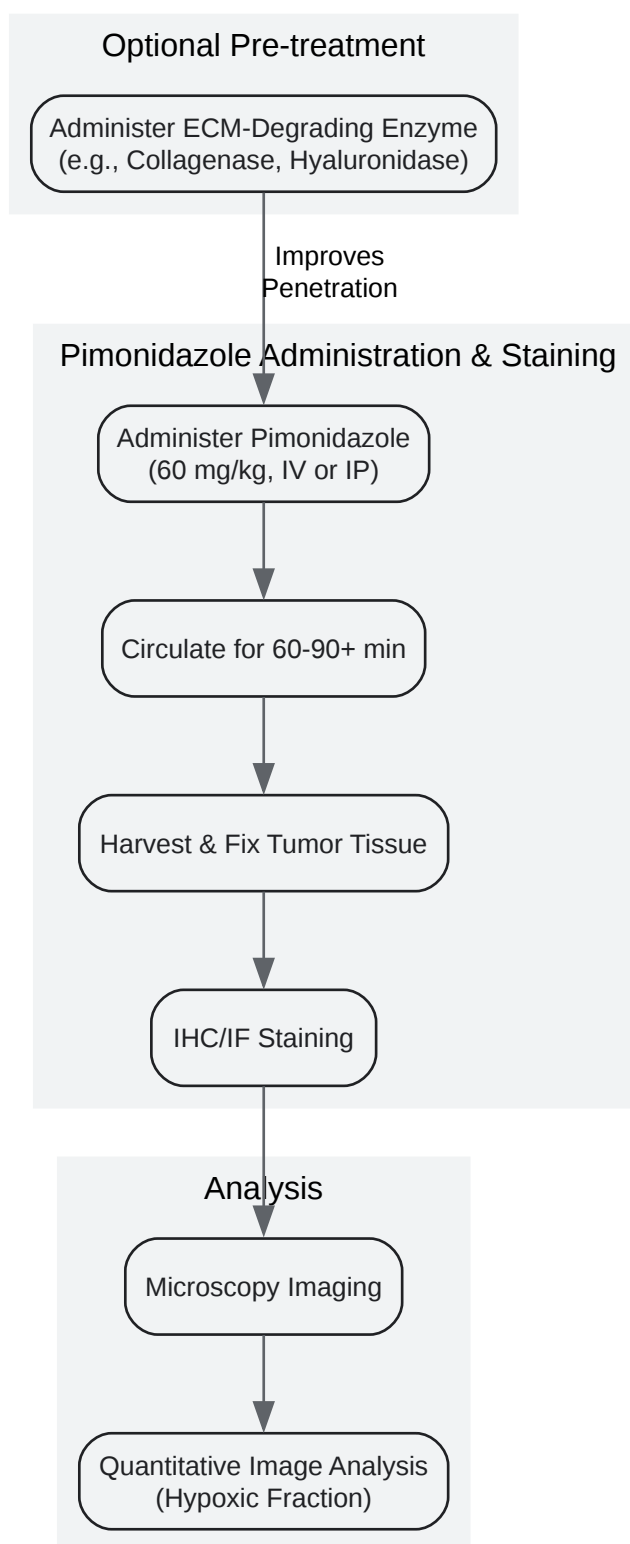 Optional Pre-treatment
Administer ECM-Degrading Enzyme
(e.g., Collagenase, Hyaluronidase)
Improves
Penetration
Pimonidazole Administration & Staining
Administer Pimonidazole
(60 mg/kg, IV or IP)
Circulate for 60-90+ min
Harvest & Fix Tumor Tissue
IHC/IF Staining
Analysis
Microscopy Imaging
Quantitative Image Analysis
(Hypoxic Fraction)